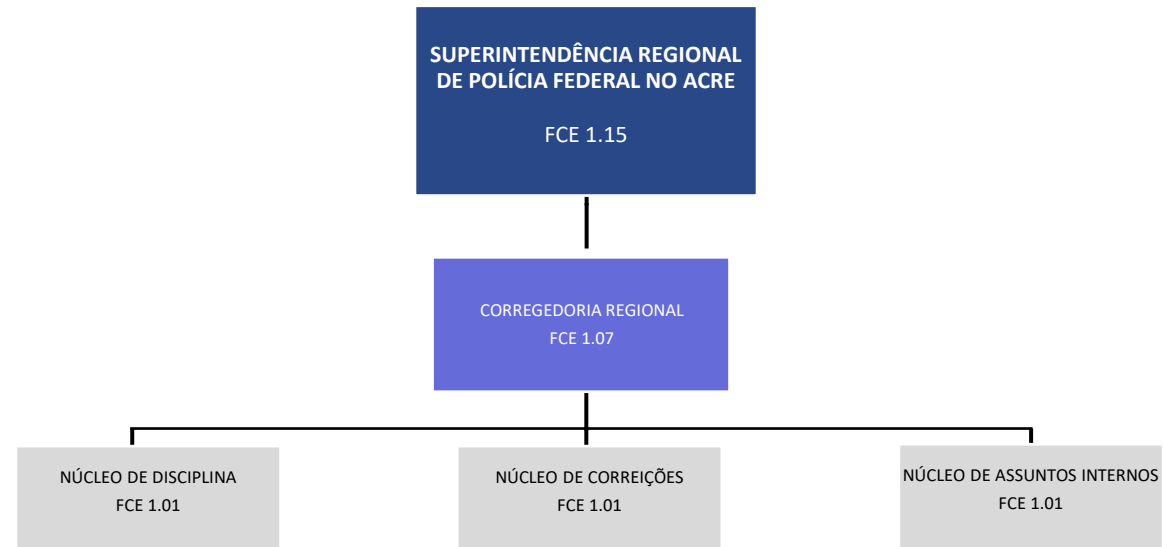 SUPERINTENDÊNCIA REGIONAL
DE POLÍCIA FEDERAL NO ACRE
FCE 1.15
CORREGEDORIA REGIONAL
FCE 1.07
NÚCLEO DE DISCIPLINA
FCE 1.01
NÚCLEO DE CORREIÇÕES
FCE 1.01
NÚCLEO DE ASSUNTOS INTERNOS
FCE 1.01